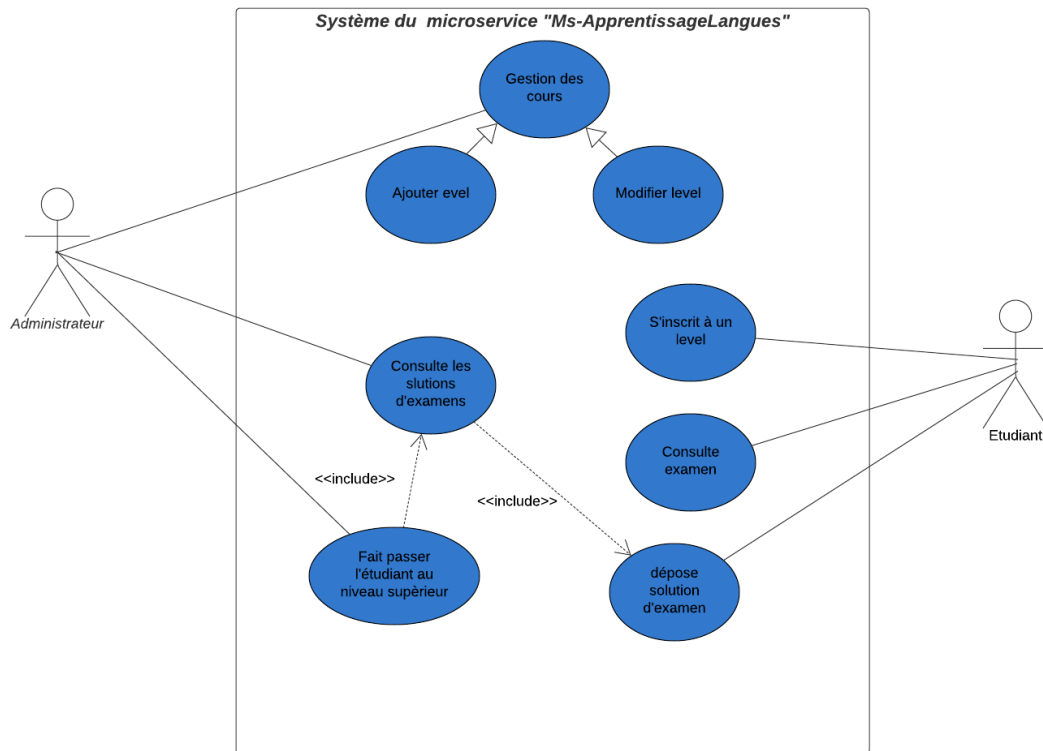 Système du  microservice "Ms-ApprentissageLangues"
Gestion des
cours
Ajouter evel
Modifier level
Administrateur
S'inscrit à un
level
Consulte les
slutions
d'examens
Etudiant
Consulte
examen
<<include>>
<<include>>
Fait passer
l'étudiant au
niveau supèrieur
dépose
solution
d'examen